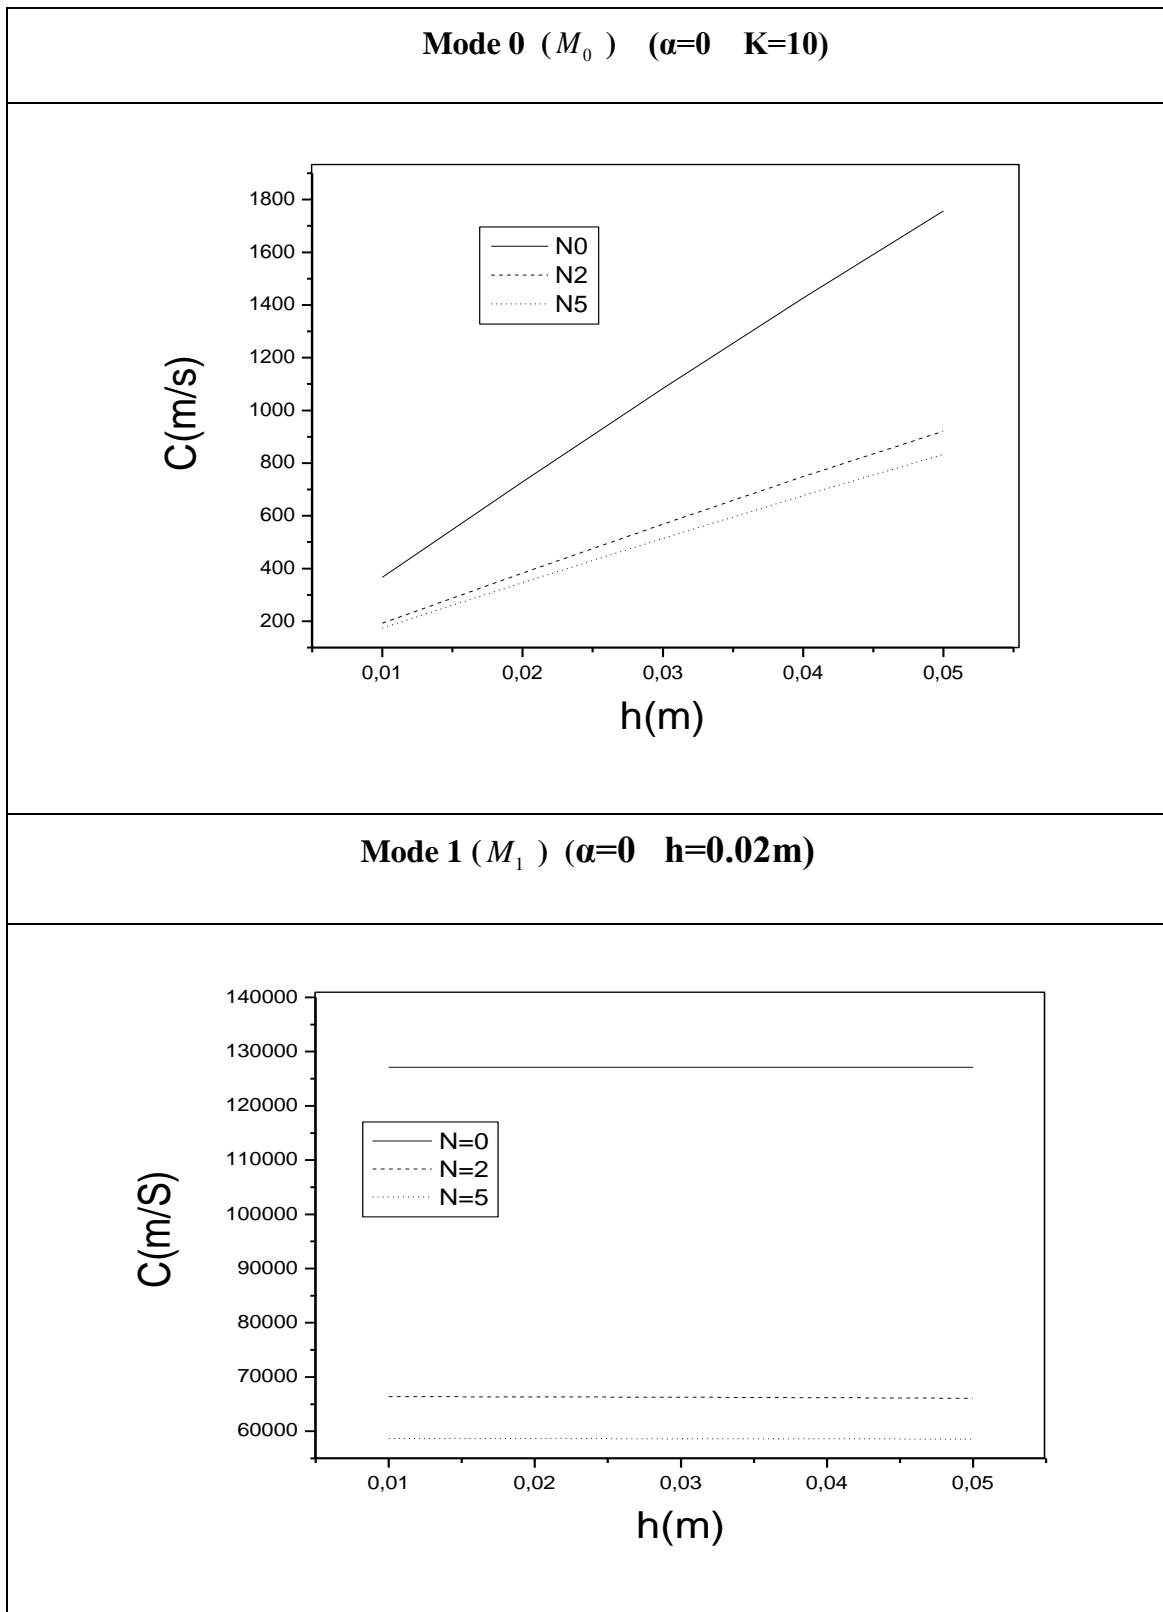 Mode 0 (M₀ ) (α=0 K=10)
1800
1600
1400
1200
1000
800
600
400
200
C(m/s)
N0
N2
N5
0,01 0,02 0,03 0,04 0,05
h(m)
Mode 1 (M₁ ) (α=0 h=0.02m)
140000
130000
120000
110000
100000
90000
80000
70000
60000
C(m/S)
N=0
N=2
N=5
0,01 0,02 0,03 0,04 0,05
h(m)